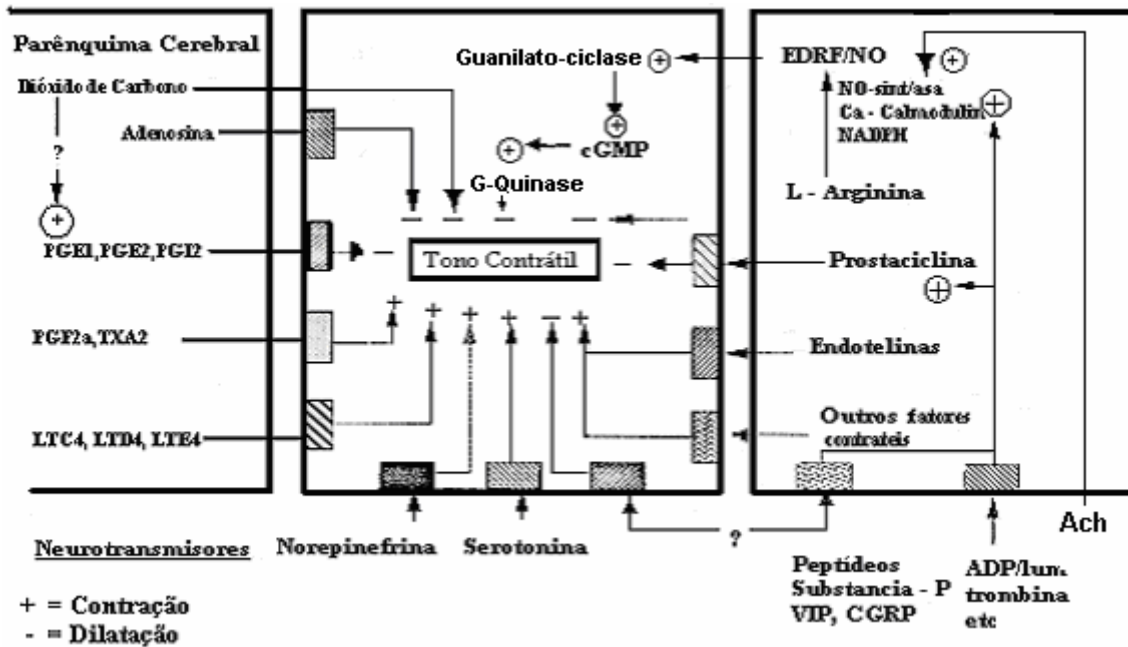 Parênquima Cerebral
Dióxido de Carbono
?
Adenosina
+
PGE1,PGE2,PGI2
PGF2a,TXA2
LTC4, LTD4, LTE4
Guanilato-ciclase +
+
+ cGMP
G-Quinase
- - - -
- Tono Contrátil -
+ + + + - +
EDRF/NO
+
NO-sint/asa
Ca - Calmodulin
NADPH
+
L - Arginina
Prostaciclina
+
Endotelinas
Outros fatores
contrateis
Neurotransmisores
Norepinefrina
Serotonina
?
Peptídeos
Substancia - P
VIP, CGRP
ADP/lum.
trombina
etc
Ach
+ = Contração
- = Dilatação